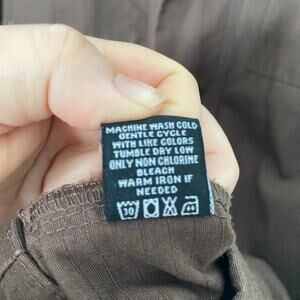 MACHINE WASH COLD
GENTLE CYCLE
WITH LIKE COLORS
TUMBLE DRY LOW
ONLY NON CHLORINE
BLEACH
WARM IRON IF
NEEDED
30